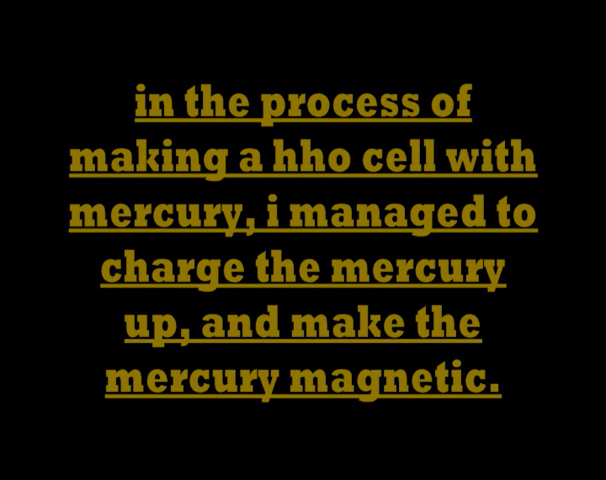 in the process of
making a hho cell with
mercury, i managed to
charge the mercury
up, and make the
mercury magnetic.